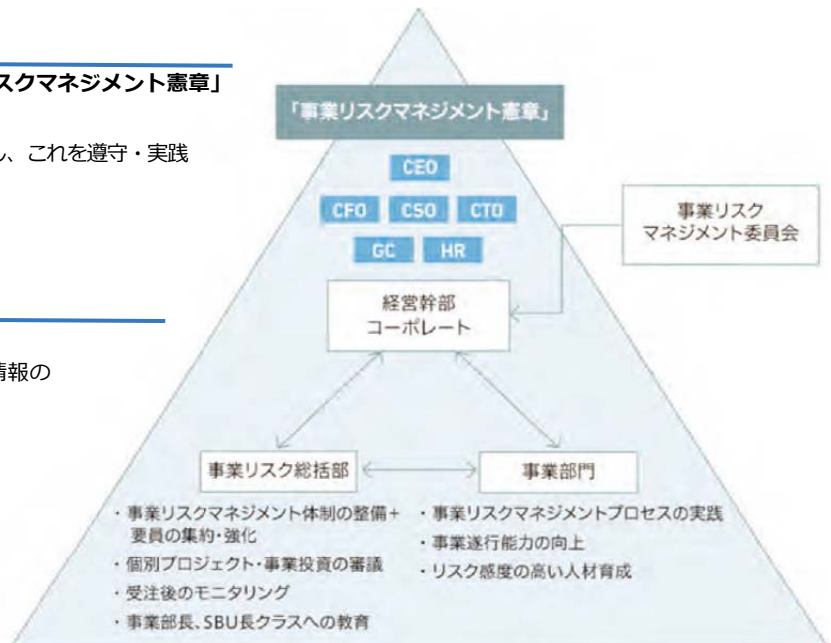 スクマネジメント憲章」
、これを遵守・実践
情報の
「事業リスクマネジメント憲章」
CEO
CFO CSO CTO
GC HR
事業リスク
マネジメント委員会
経営幹部
コーポレート
事業リスク総括部
事業部門
・事業リスクマネジメント体制の整備+
要員の集約・強化
・個別プロジェクト・事業投資の審議
・受注後のモニタリング
・事業部長、SBU長クラスへの教育
・事業リスクマネジメントプロセスの実践
・事業遂行能力の向上
・リスク感度の高い人材育成